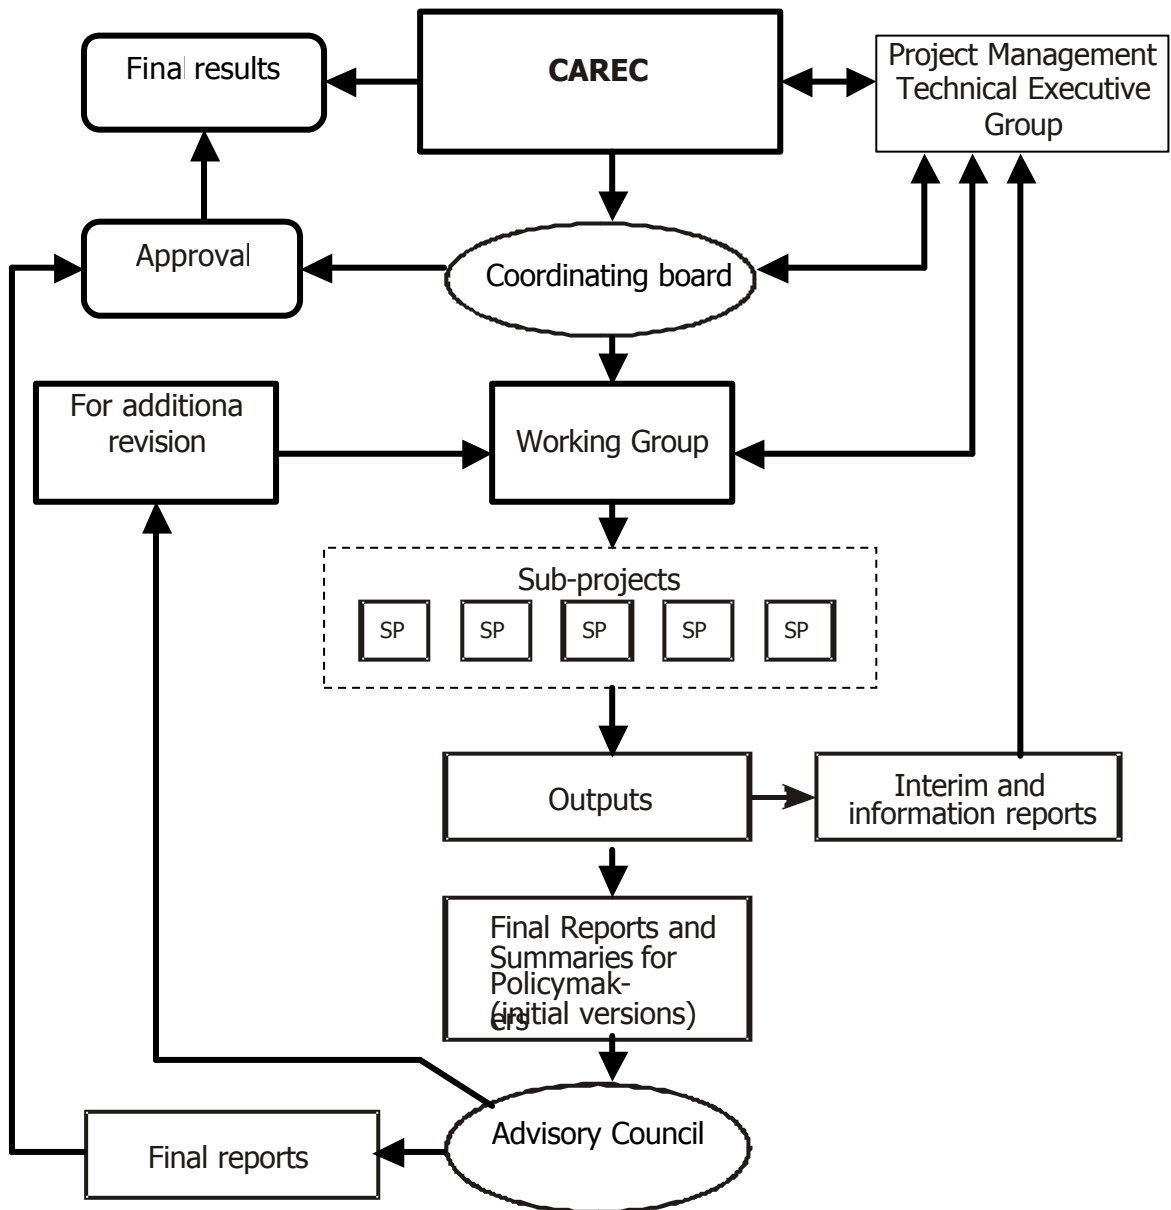 Final results
CAREC
Project Management
Technical Executive
Group
Approval
Coordinating board
For additiona
revision
Working Group
Sub-projects
SP
SP
SP
SP
SP
Outputs
Interim and
information reports
Final Reports and
Summaries for
Policymak-
ers
(initial versions)
Advisory Council
Final reports